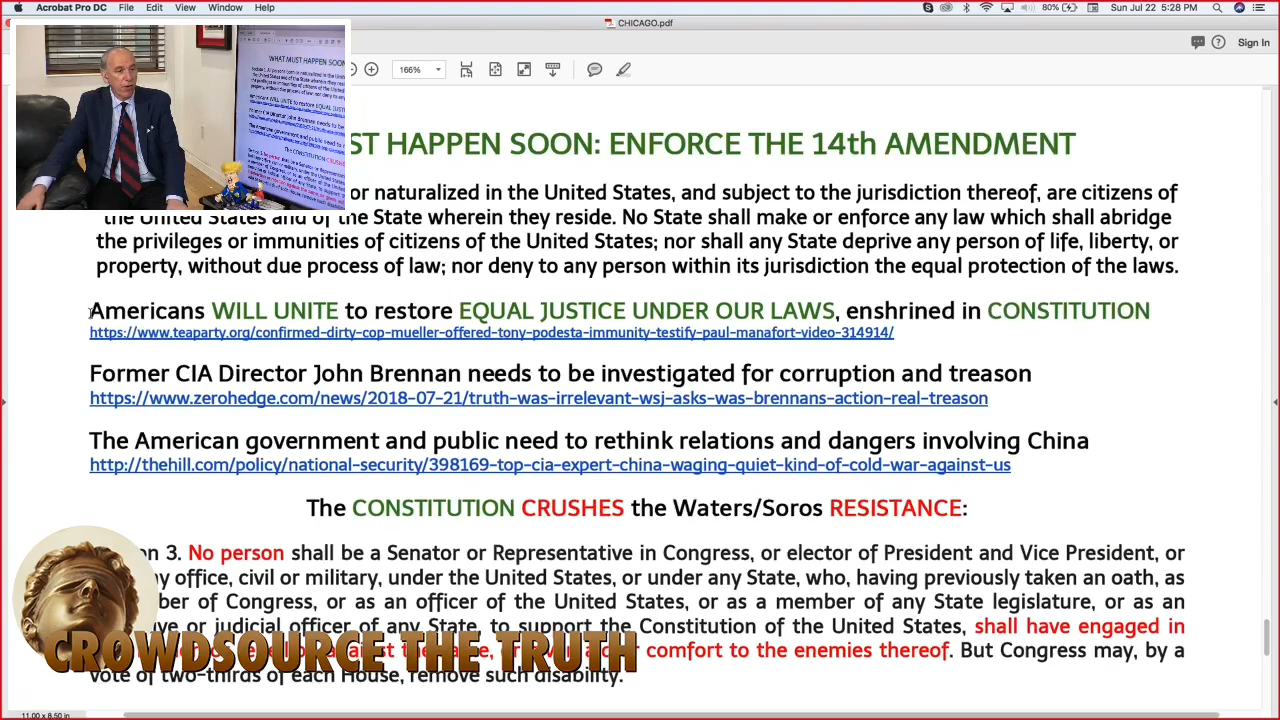 Acrobat Pro DC File Edit View Window Help 80% Sun Jul 22 5:28 PM
CHICAGO.pdf
166% Sign In
WHAT MUST HAPPEN SOON
ST HAPPEN SOON: ENFORCE THE 14th AMENDMENT
or naturalized in the United States, and subject to the jurisdiction thereof, are citizens of
the United States and of the State wherein they reside. No State shall make or enforce any law which shall abridge
the privileges or immunities of citizens of the United States; nor shall any State deprive any person of life, liberty, or
property, without due process of law; nor deny to any person within its jurisdiction the equal protection of the laws.
Americans WILL UNITE to restore EQUAL JUSTICE UNDER OUR LAWS, enshrined in CONSTITUTION
https://www.teaparty.org/confirmed-dirty-cop-mueller-offered-tony-podesta-immunity-testify-paul-manafort-video-314914/
Former CIA Director John Brennan needs to be investigated for corruption and treason
https://www.zerohedge.com/news/2018-07-21/truth-was-irrelevant-wsj-asks-was-brennans-action-real-treason
The American government and public need to rethink relations and dangers involving China
http://thehill.com/policy/national-security/398169-top-cia-expert-china-waging-quiet-kind-of-cold-war-against-us
The CONSTITUTION CRUSHES the Waters/Soros RESISTANCE:
on 3. No person shall be a Senator or Representative in Congress, or elector of President and Vice President, or
y office, civil or military, under the United States, or under any State, who, having previously taken an oath, as
ber of Congress, or as an officer of the United States, or as a member of any State legislature, or as an
ve or judicial officer of any State, to support the Constitution of the United States, shall have engaged in
comfort to the enemies thereof. But Congress may, by a
CROWDSOURCE THE TRUTH
vote of two-thirds of each House, remove such disability.
11.00 x 8.50 in